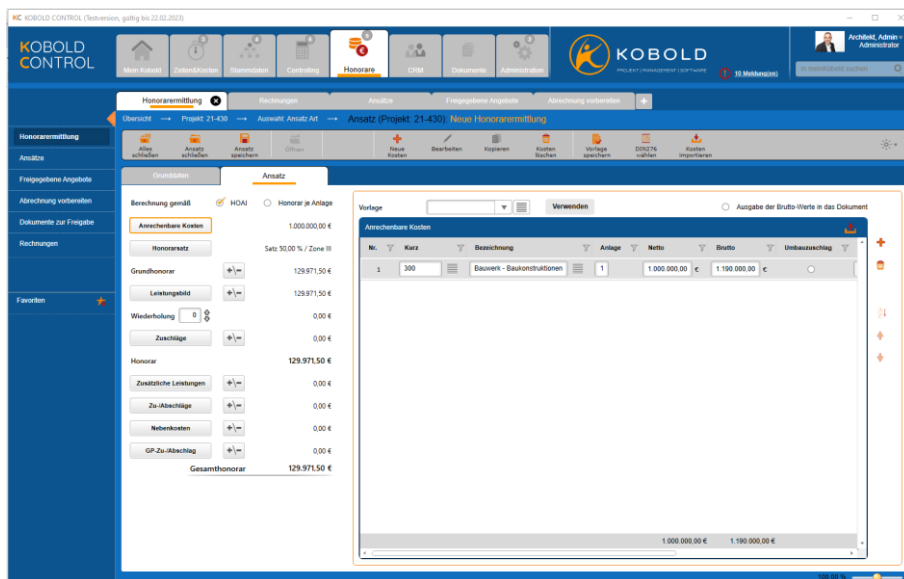 KC KOBOLD CONTROL (Testversion, gültig bis 22.02.2023)
KOBOLD
CONTROL
Mein Kobold
Zeiten&Kosten
Stammdaten
Controlling
Honorare
CRM
Dokumente
Administration
KOBOLD
PROJEKT | MANAGEMENT | SOFTWARE
10 Meldung(en)
Architekt, Admin
Administrator
In meinKobold suchen
Honorarermittlung
Rechnungen
Ansätze
Freigegebene Angebote
Abrechnung vorbereiten
Übersicht → Projekt: 21-430 → Auswahl: Ansatz Art → Ansatz (Projekt: 21-430): Neue Honorarermittlung
Honorarermittlung
Ansätze
Freigegebene Angebote
Abrechnung vorbereiten
Dokumente zur Freigabe
Rechnungen
Favoriten
Alles schließen
Ansatz schließen
Ansatz speichern
Öffnen
Neue Kosten
Bearbeiten
Kopieren
Kosten löschen
Vorlage speichern
DIN276 wählen
Kosten importieren
Grunddaten
Ansatz
Berechnung gemäß HOAI Honorar je Anlage
Anrechenbare Kosten 1.000.000,00 €
Honorarsatz Satz 50,00 % / Zone III
Grundhonorar +\- 129.971,50 €
Leistungsbild +\- 129.971,50 €
Wiederholung 0 0,00 €
Zuschläge +\- 0,00 €
Honorar 129.971,50 €
Zusätzliche Leistungen +\- 0,00 €
Zu-/Abschläge +\- 0,00 €
Nebenkosten +\- 0,00 €
GP-Zu-/Abschlag +\- 0,00 €
Gesamthonorar 129.971,50 €
Vorlage Verwenden Ausgabe der Brutto-Werte in das Dokument
Anrechenbare Kosten
Nr. Kurz Bezeichnung Anlage Netto Brutto Umbauzuschlag
1 300 Bauwerk - Baukonstruktionen 1 1.000.000,00 € 1.190.000,00 €
1.000.000,00 € 1.190.000,00 €
100,00 %